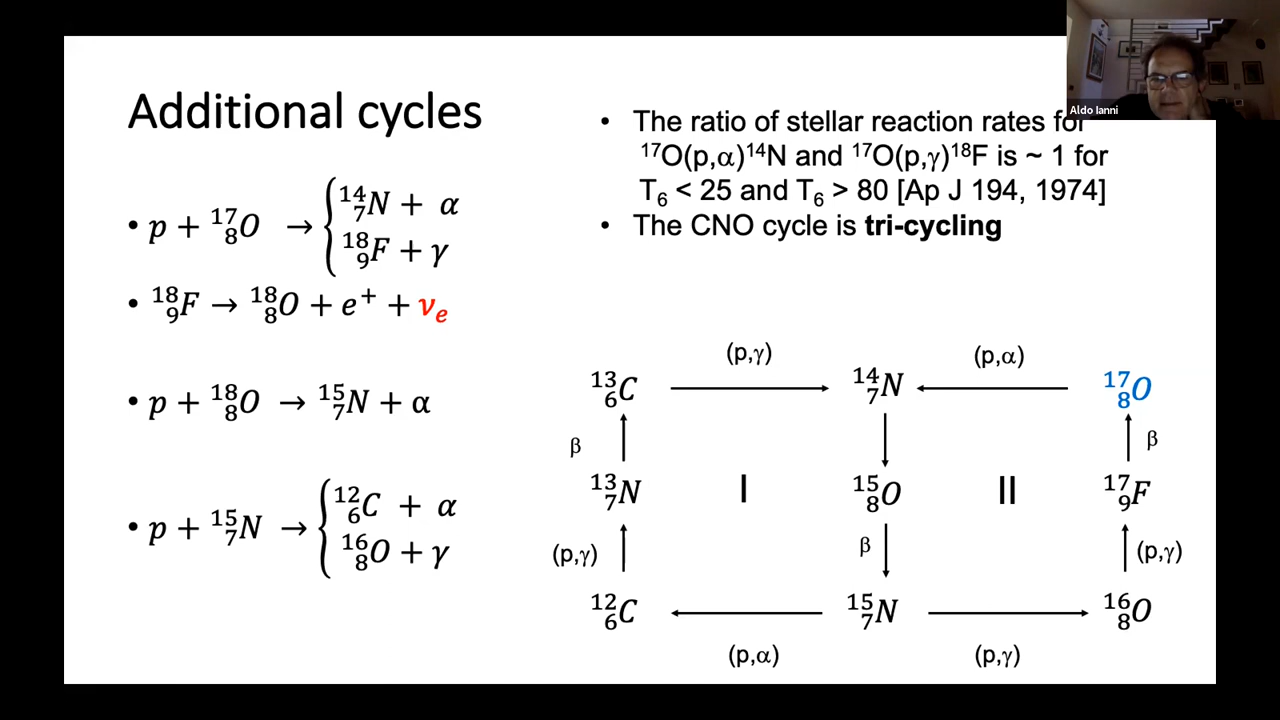 Additional cycles
• p + ¹⁷₈O → { ¹⁴₇N + α
¹⁸₉F + γ
• ¹⁸₉F → ¹⁸₈O + e⁺ + νₑ
• p + ¹⁸₈O → ¹⁵₇N + α
• p + ¹⁵₇N → { ¹²₆C + α
¹⁶₈O + γ
• The ratio of stellar reaction rates for
¹⁷O(p,α)¹⁴N and ¹⁷O(p,γ)¹⁸F is ~ 1 for
T₆ < 25 and T₆ > 80 [Ap J 194, 1974]
• The CNO cycle is tri-cycling
Aldo Ianni
(p,γ) (p,α)
¹³₆C ¹⁴₇N ¹⁷₈O
β β
¹³₇N I ¹⁵₈O II ¹⁷₉F
(p,γ) β (p,γ)
¹²₆C ¹⁵₇N ¹⁶₈O
(p,α) (p,γ)